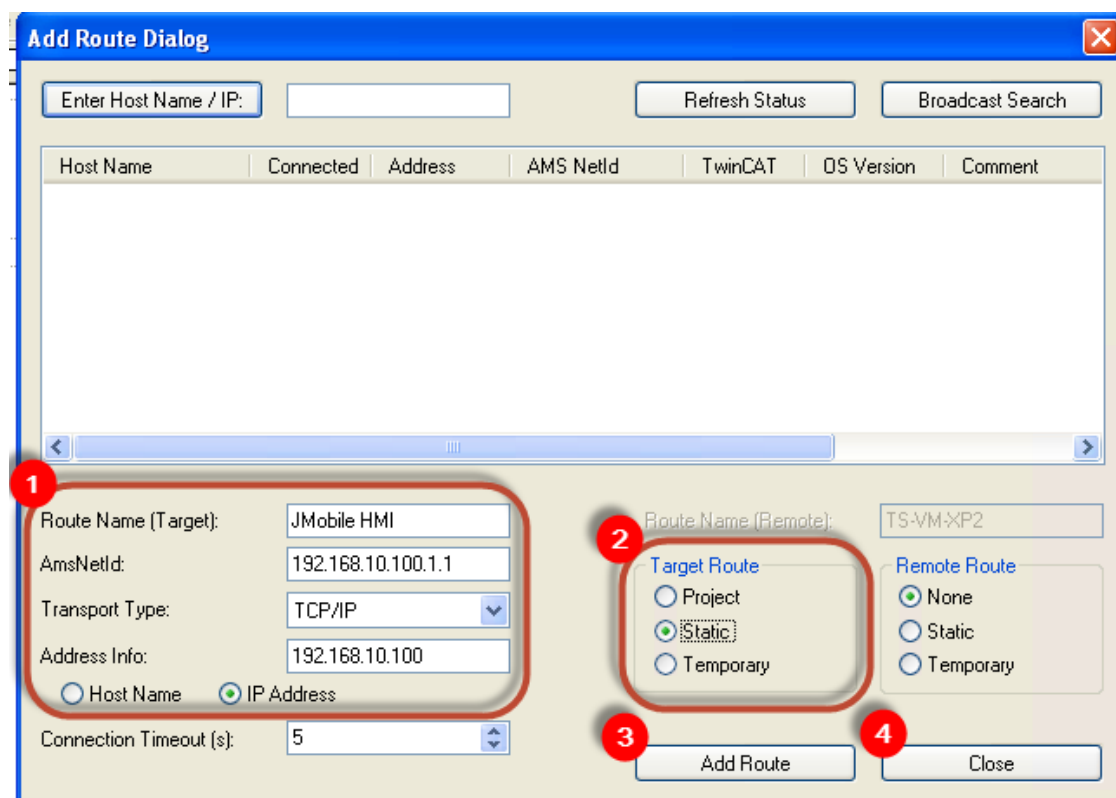 Add Route Dialog
Enter Host Name / IP: Refresh Status Broadcast Search
Host Name Connected Address AMS NetId TwinCAT OS Version Comment
1
Route Name (Target): JMobile HMI
AmsNetId: 192.168.10.100.1.1
Transport Type: TCP/IP
Address Info: 192.168.10.100
Host Name IP Address
Connection Timeout (s): 5
Route Name (Remote): TS-VM-XP2
2
Target Route
Project
Static
Temporary
Remote Route
None
Static
Temporary
3
Add Route
4
Close